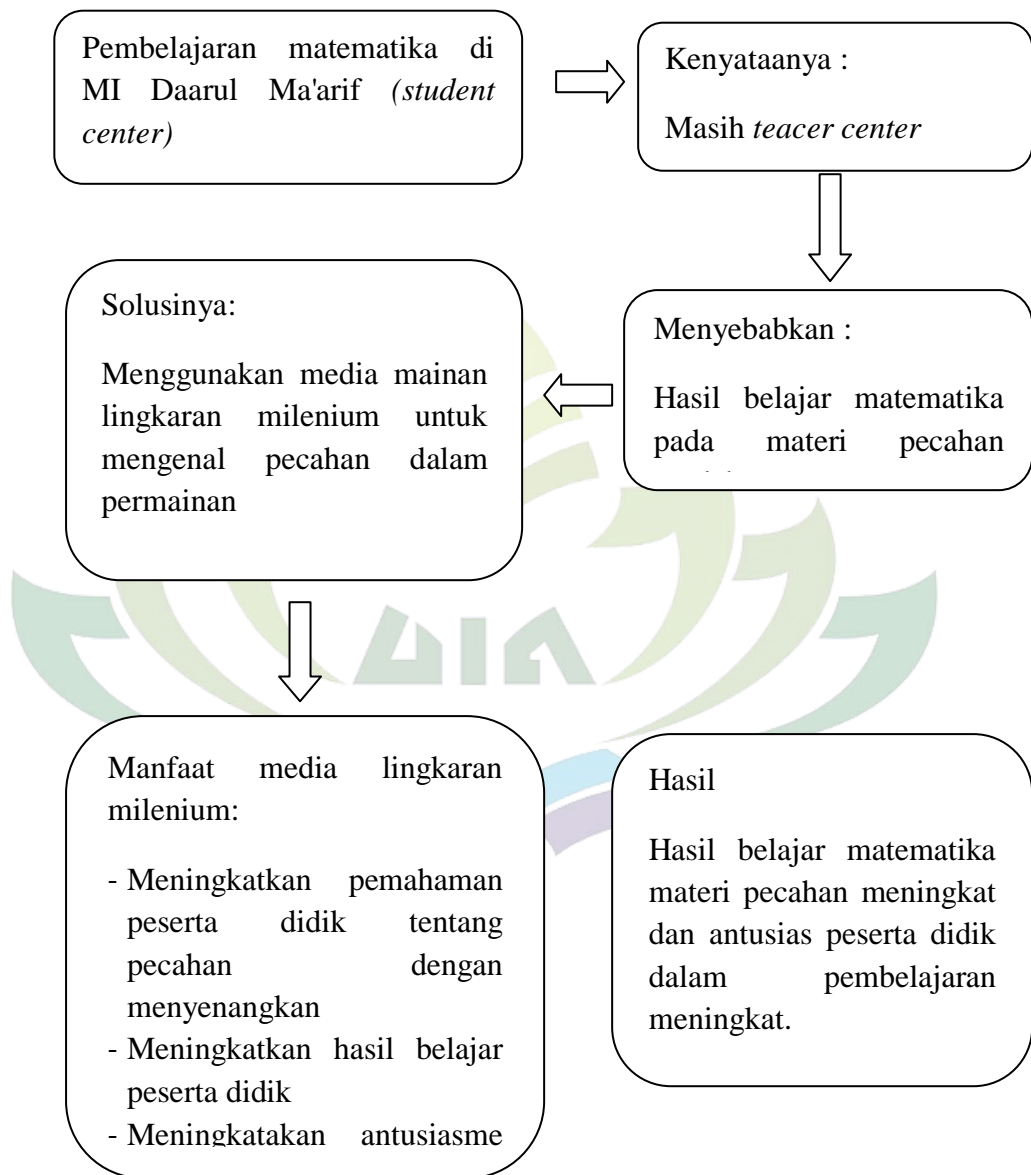 Pembelajaran matematika di
MI Daarul Ma'arif (student
center)
Kenyataanya :
Masih teacer center
Menyebabkan :
Hasil belajar matematika
pada materi pecahan
Solusinya:
Menggunakan media mainan
lingkaran milenium untuk
mengenal pecahan dalam
permainan
UIN
Manfaat media lingkaran
milenium:
- Meningkatkan pemahaman
peserta didik tentang
pecahan dengan
menyenangkan
- Meningkatkan hasil belajar
peserta didik
- Meningkatakan antusiasme
Hasil
Hasil belajar matematika
materi pecahan meningkat
dan antusias peserta didik
dalam pembelajaran
meningkat.